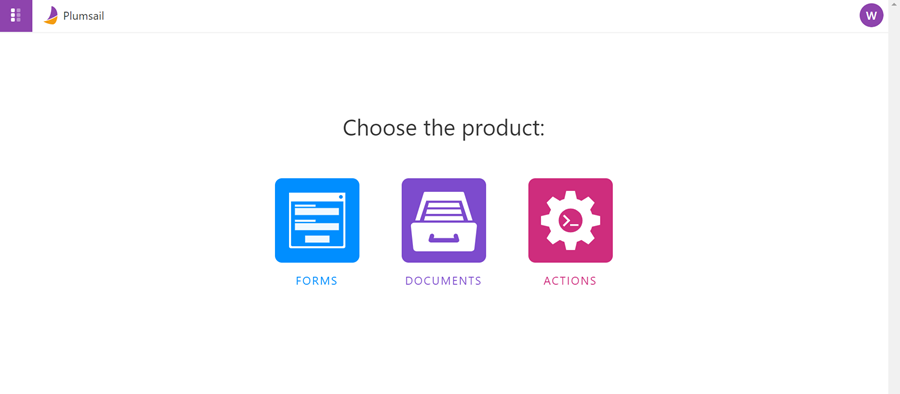 Plumsail
W
Choose the product:
FORMS
DOCUMENTS
ACTIONS